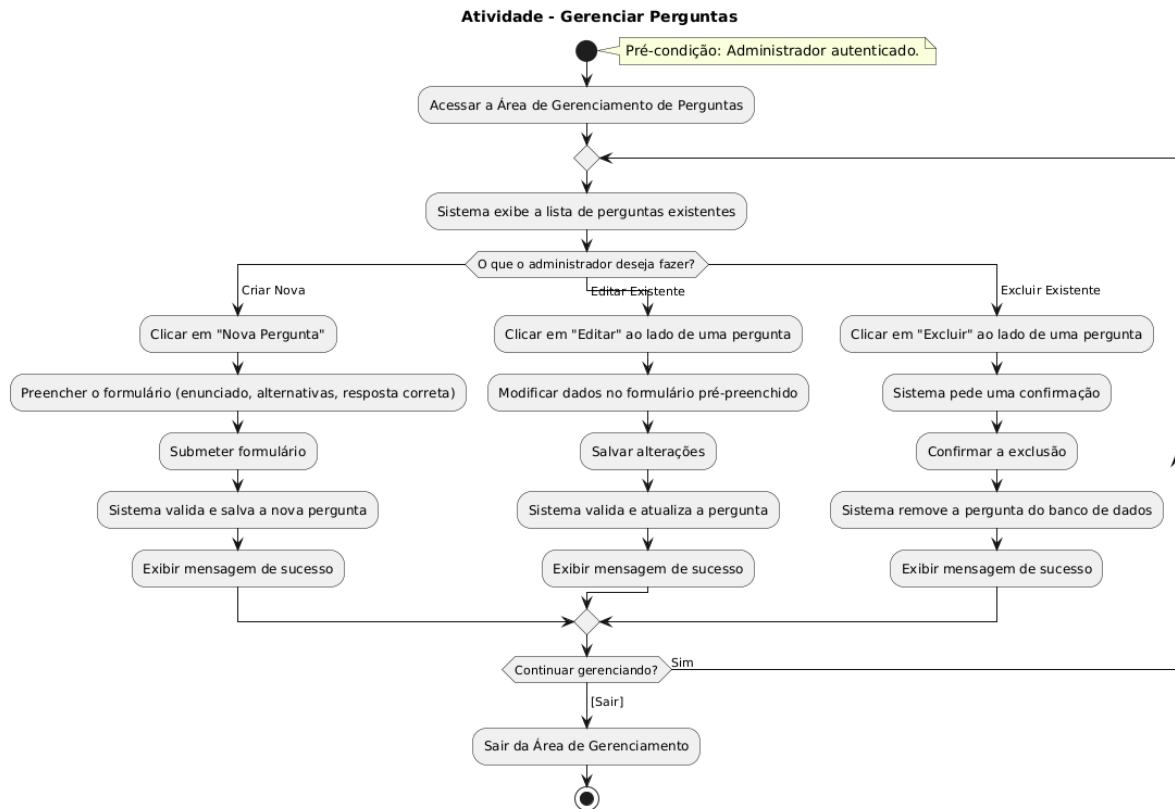 Atividade - Gerenciar Perguntas
Pré-condição: Administrador autenticado.
Acessar a Área de Gerenciamento de Perguntas
Sistema exibe a lista de perguntas existentes
O que o administrador deseja fazer?
Criar Nova
Clicar em "Nova Pergunta"
Preencher o formulário (enunciado, alternativas, resposta correta)
Submeter formulário
Sistema valida e salva a nova pergunta
Exibir mensagem de sucesso
Editar Existente
Clicar em "Editar" ao lado de uma pergunta
Modificar dados no formulário pré-preenchido
Salvar alterações
Sistema valida e atualiza a pergunta
Exibir mensagem de sucesso
Excluir Existente
Clicar em "Excluir" ao lado de uma pergunta
Sistema pede uma confirmação
Confirmar a exclusão
Sistema remove a pergunta do banco de dados
Exibir mensagem de sucesso
Continuar gerenciando?
Sim
[Sair]
Sair da Área de Gerenciamento